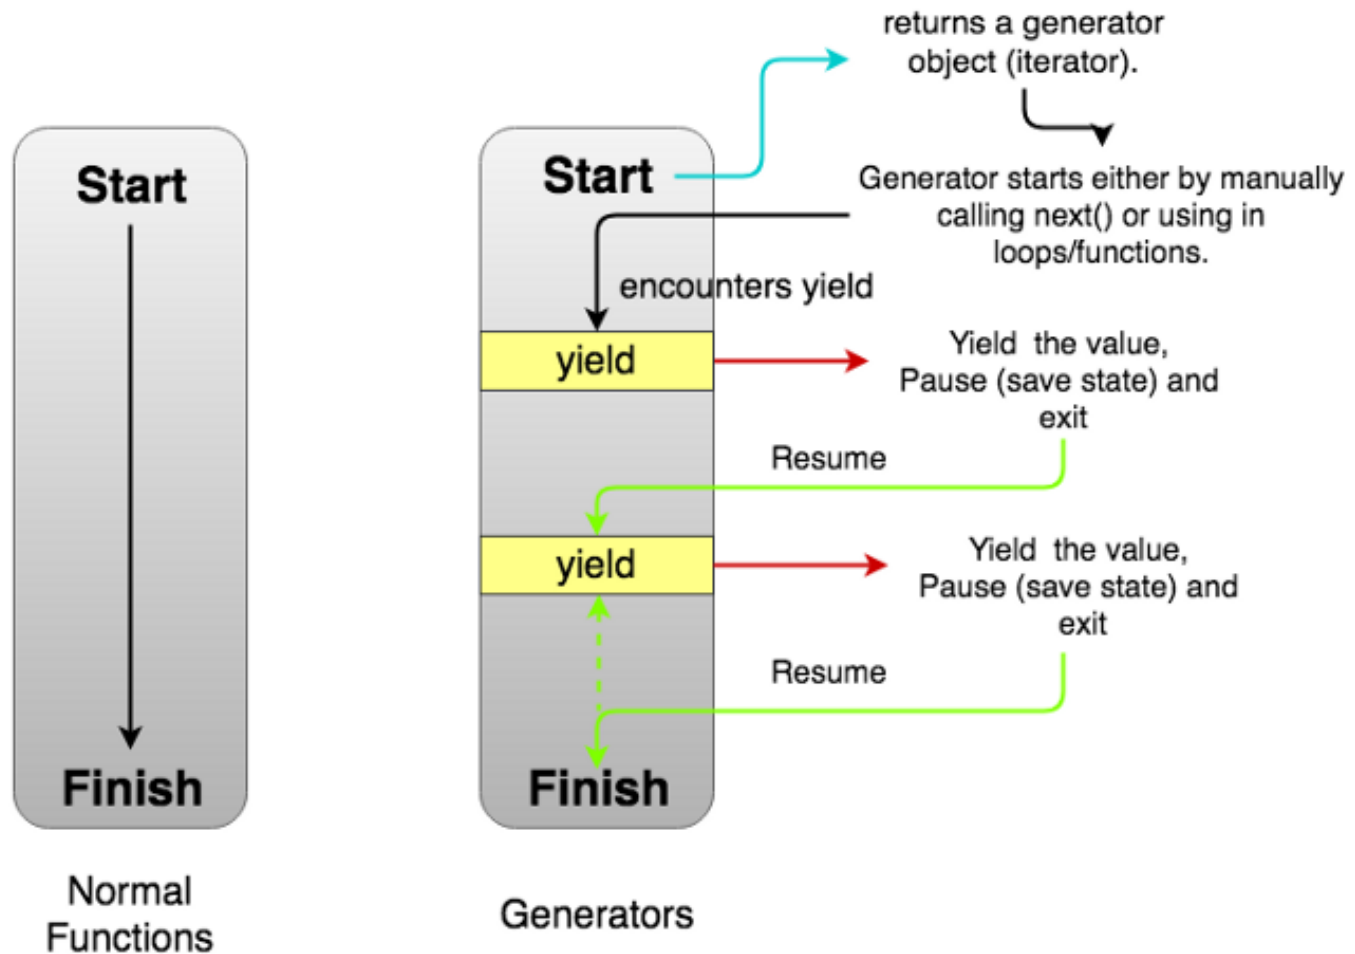 returns a generator
object (iterator).
Start
Start
Generator starts either by manually
calling next() or using in
loops/functions.
encounters yield
yield
Yield  the value,
Pause (save state) and
exit
Resume
yield
Yield  the value,
Pause (save state) and
exit
Resume
Finish
Finish
Normal
Functions
Generators